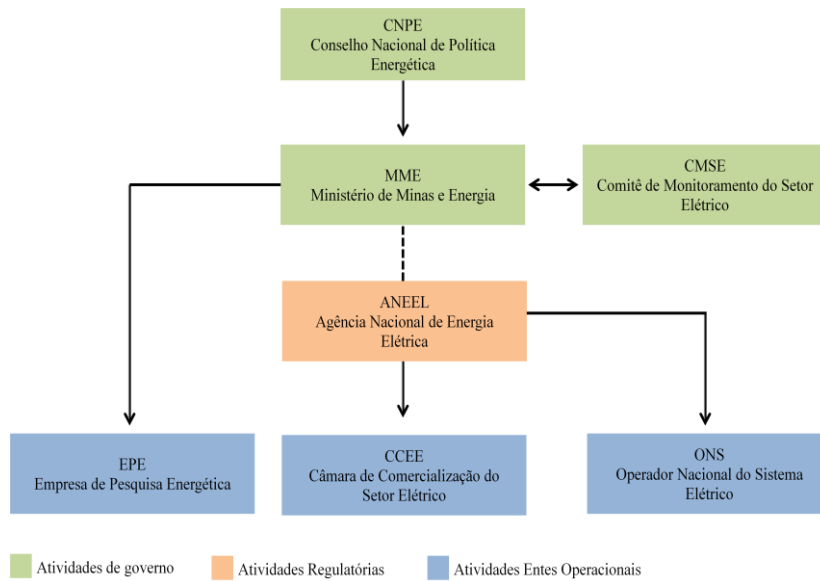 CNPE
Conselho Nacional de Política
Energética
MME
Ministério de Minas e Energia
CMSE
Comitê de Monitoramento do Setor
Elétrico
ANEEL
Agência Nacional de Energia
Elétrica
EPE
Empresa de Pesquisa Energética
CCEE
Câmara de Comercialização do
Setor Elétrico
ONS
Operador Nacional do Sistema
Elétrico
Atividades de governo
Atividades Regulatórias
Atividades Entes Operacionais